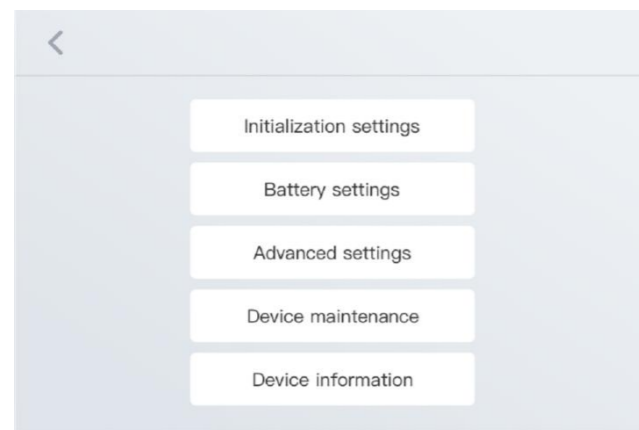 Initialization settings
Battery settings
Advanced settings
Device maintenance
Device information